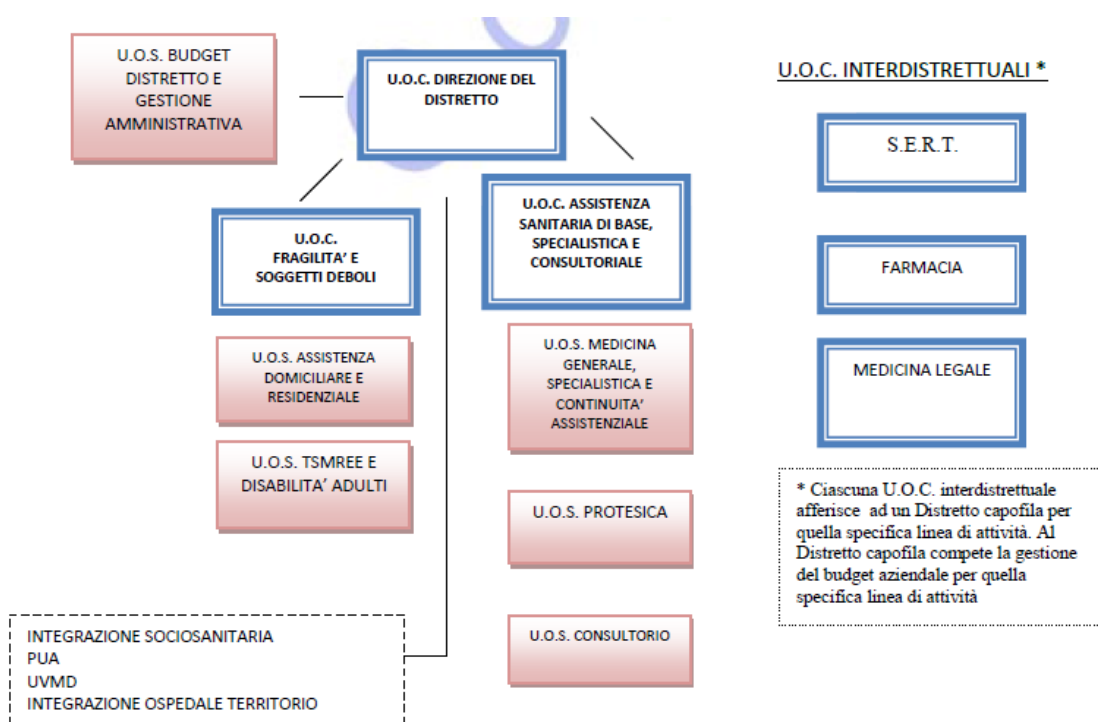 U.O.S. BUDGET
DISTRETTO E
GESTIONE
AMMINISTRATIVA
U.O.C. DIREZIONE DEL
DISTRETTO
U.O.C.
FRAGILITA’ E
SOGGETTI DEBOLI
U.O.C. ASSISTENZA
SANITARIA DI BASE,
SPECIALISTICA E
CONSULTORIALE
U.O.S. ASSISTENZA
DOMICILIARE E
RESIDENZIALE
U.O.S. TSMREE E
DISABILITA’ ADULTI
U.O.S. MEDICINA
GENERALE,
SPECIALISTICA E
CONTINUITA’
ASSISTENZIALE
U.O.S. PROTESICA
U.O.S. CONSULTORIO
INTEGRAZIONE SOCIOSANITARIA
PUA
UVMD
INTEGRAZIONE OSPEDALE TERRITORIO
U.O.C. INTERDISTRETTUALI *
S.E.R.T.
FARMACIA
MEDICINA LEGALE
* Ciascuna U.O.C. interdistrettuale
afferisce ad un Distretto capofila per
quella specifica linea di attività. Al
Distretto capofila compete la gestione
del budget aziendale per quella
specifica linea di attività